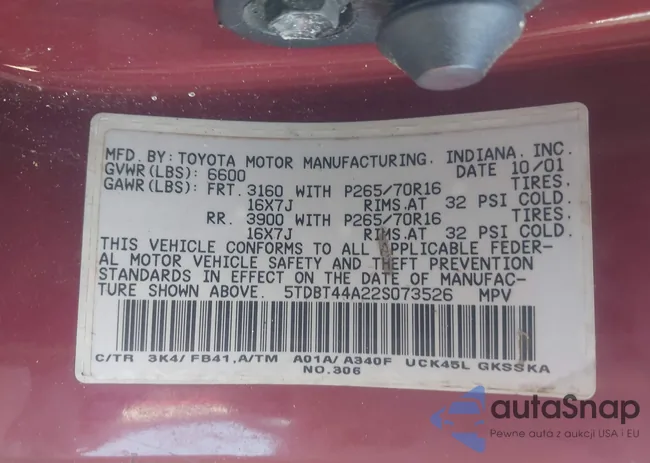 MFD. BY: TOYOTA MOTOR MANUFACTURING, INDIANA, INC.
GVWR(LBS): 6600 DATE 10/01
GAWR(LBS): FRT. 3160 WITH P265/70R16 TIRES,
16X7J RIMS,AT 32 PSI COLD.
RR. 3900 WITH P265/70R16 TIRES,
16X7J RIMS,AT 32 PSI COLD.
THIS VEHICLE CONFORMS TO ALL APPLICABLE FEDER-
AL MOTOR VEHICLE SAFETY AND THEFT PREVENTION
STANDARDS IN EFFECT ON THE DATE OF MANUFAC-
TURE SHOWN ABOVE. 5TDBT44A22S073526 MPV
C/TR 3K4/ FB41,A/TM A01A/ A340F UCK45L GKSSKA
NO.306
autaSnap
Pewne auta z aukcji USA i EU